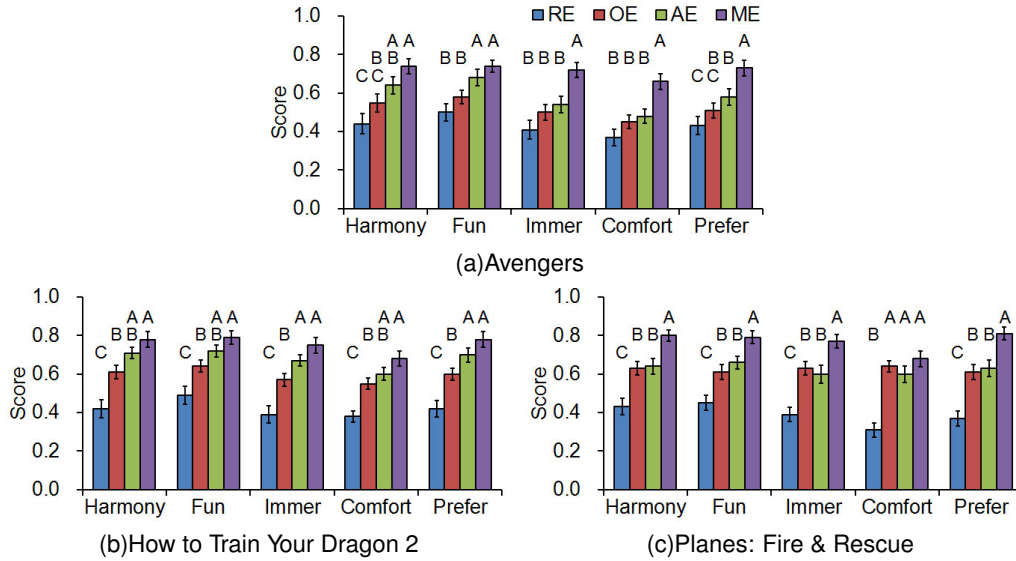 1.0
0.8
0.6
0.4
0.2
0.0
Score
RE OE AE ME
A A A A A A A
B B B B B B B B B B B B
C C C C
Harmony Fun Immer Comfort Prefer
(a)Avengers
1.0
0.8
0.6
0.4
0.2
0.0
Score
A A A A A A A A A A
B B B B B B B B B B
C C C C C
Harmony Fun Immer Comfort Prefer
(b)How to Train Your Dragon 2
1.0
0.8
0.6
0.4
0.2
0.0
Score
A A A A A A A
B B B B B B B B B
C C C C
Harmony Fun Immer Comfort Prefer
(c)Planes: Fire & Rescue